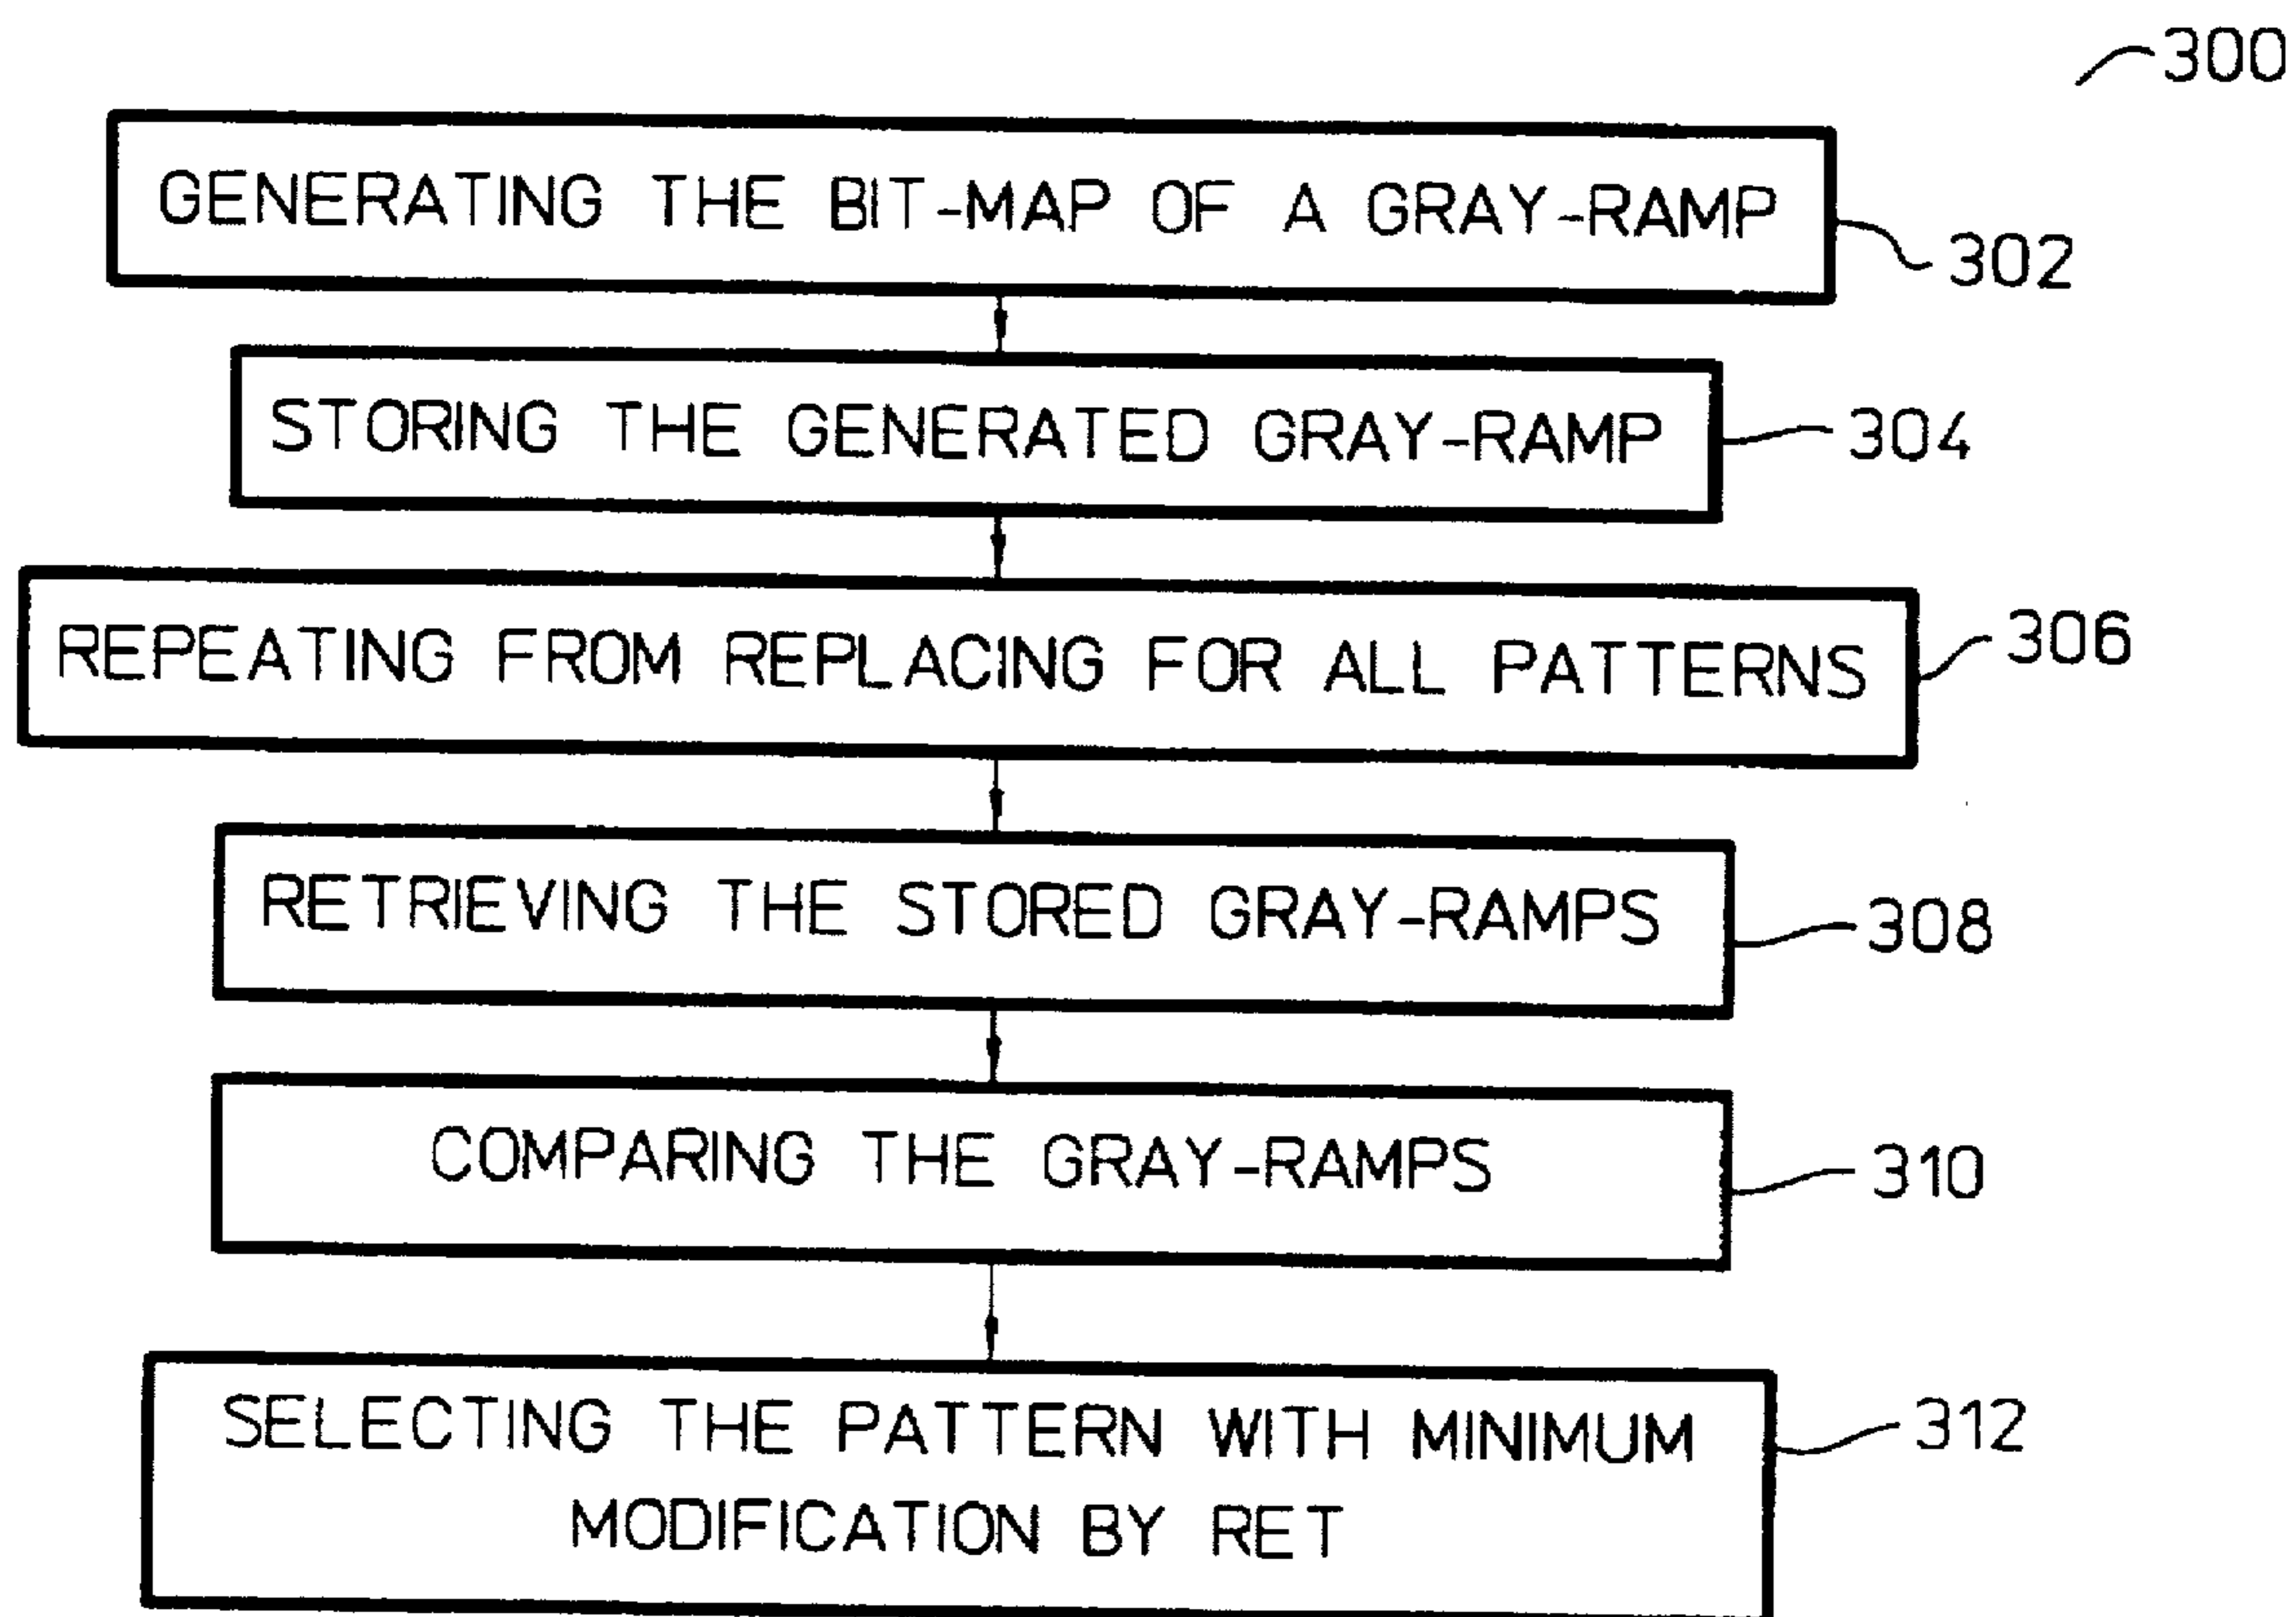 300
GENERATING THE BIT-MAP OF A GRAY-RAMP
302
STORING THE GENERATED GRAY-RAMP
304
REPEATING FROM REPLACING FOR ALL PATTERNS
306
RETRIEVING THE STORED GRAY-RAMPS
308
COMPARING THE GRAY-RAMPS
310
SELECTING THE PATTERN WITH MINIMUM
312
MODIFICATION BY RET